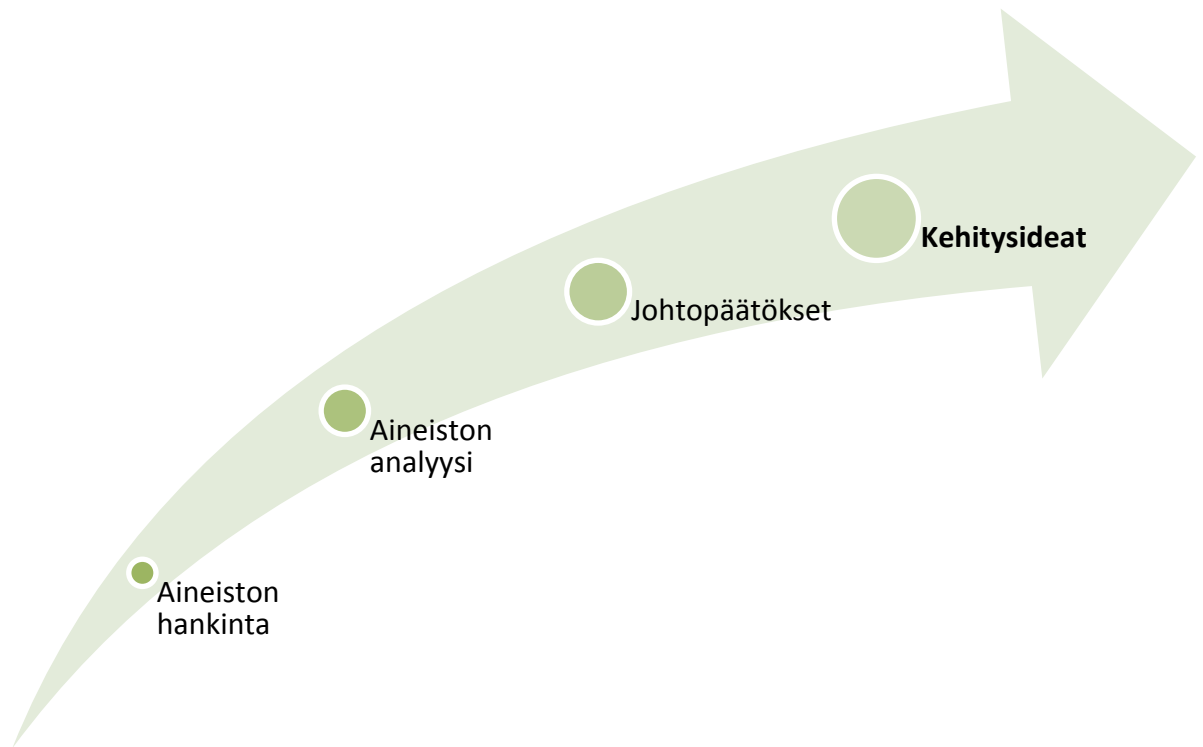 Kehitysideat
Johtopäätökset
Aineiston
analyysi
Aineiston
hankinta